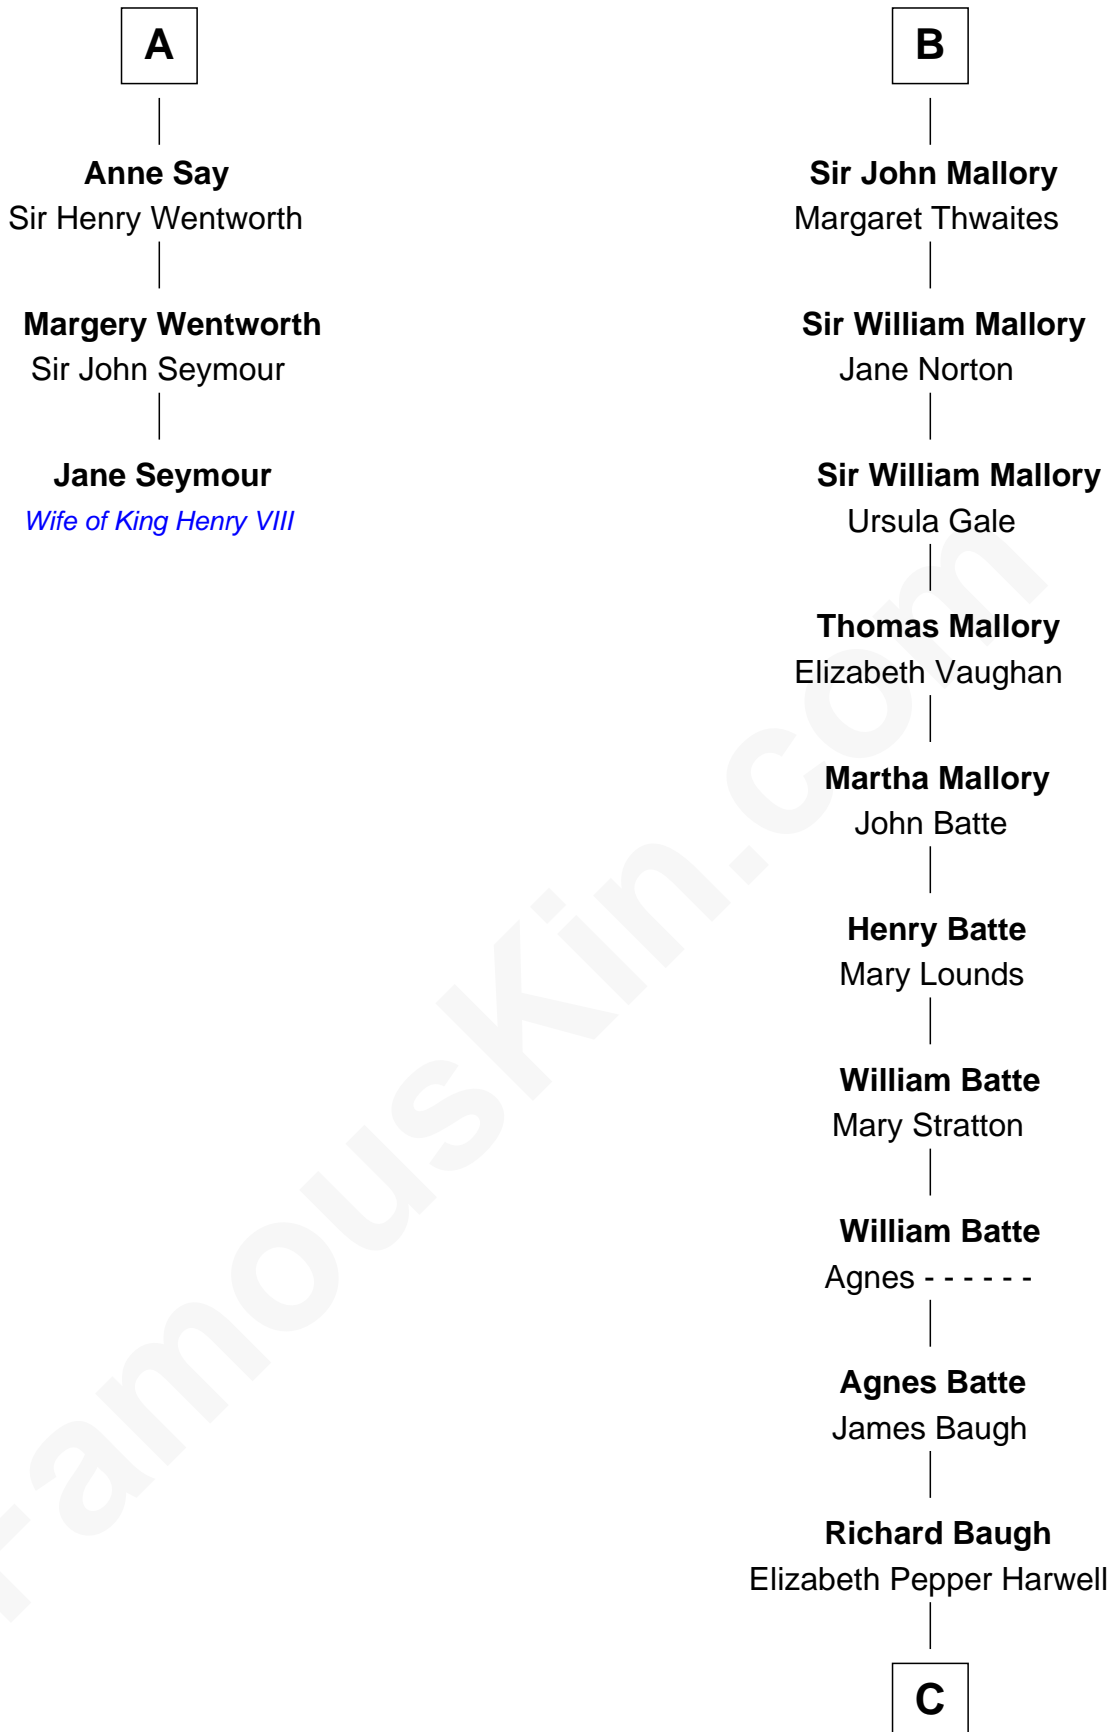 A
Anne Say
Sir Henry Wentworth
Margery Wentworth
Sir John Seymour
Jane Seymour
Wife of King Henry VIII
B
Sir John Mallory
Margaret Thwaites
Sir William Mallory
Jane Norton
Sir William Mallory
Ursula Gale
Thomas Mallory
Elizabeth Vaughan
Martha Mallory
John Batte
Henry Batte
Mary Lounds
William Batte
Mary Stratton
William Batte
Agnes - - - - - -
Agnes Batte
James Baugh
Richard Baugh
Elizabeth Pepper Harwell
C
FamousKin.com